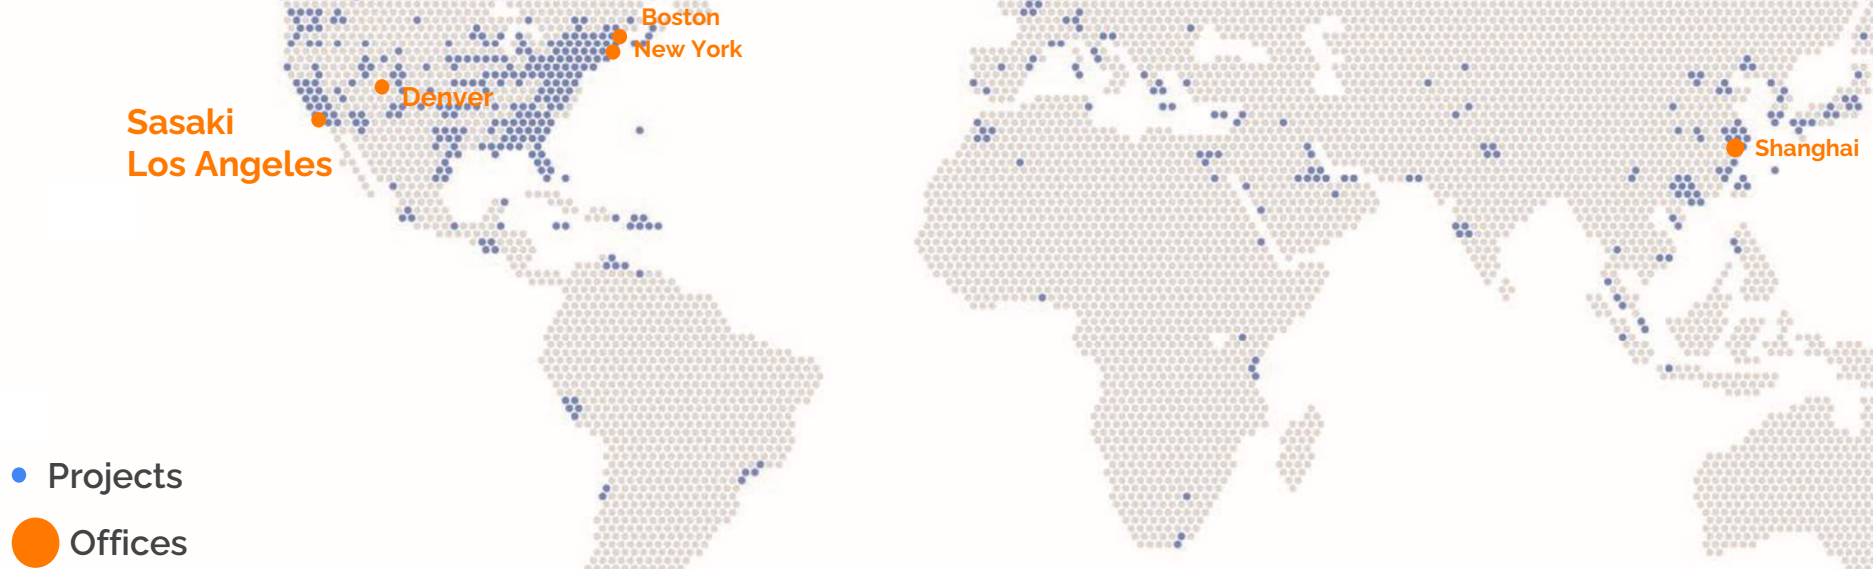 Boston
New York
Denver
Sasaki
Los Angeles
Shanghai
Projects
Offices